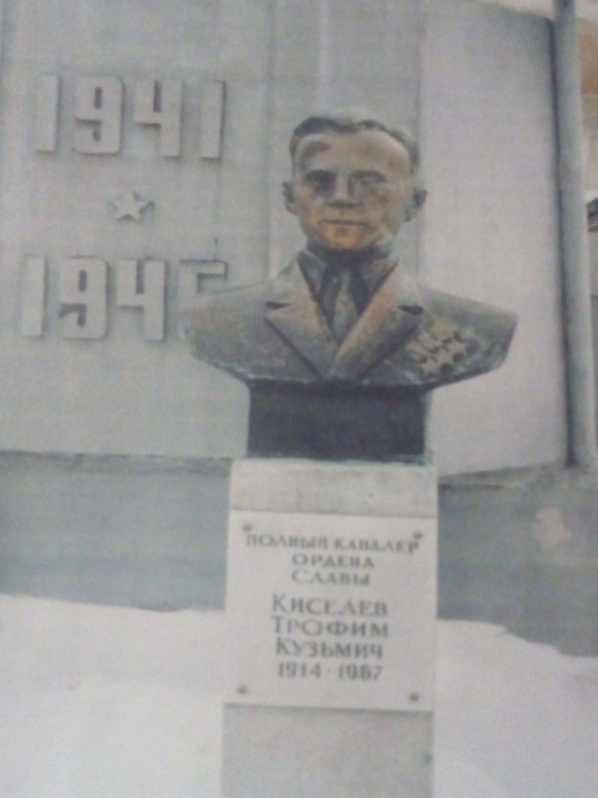 1941
1945
ПОЛНЫЙ КАВАЛЕР
ОРДЕНА
СЛАВЫ
КИСЕЛЕВ
ТРОФИМ
КУЗЬМИЧ
1914 - 1967